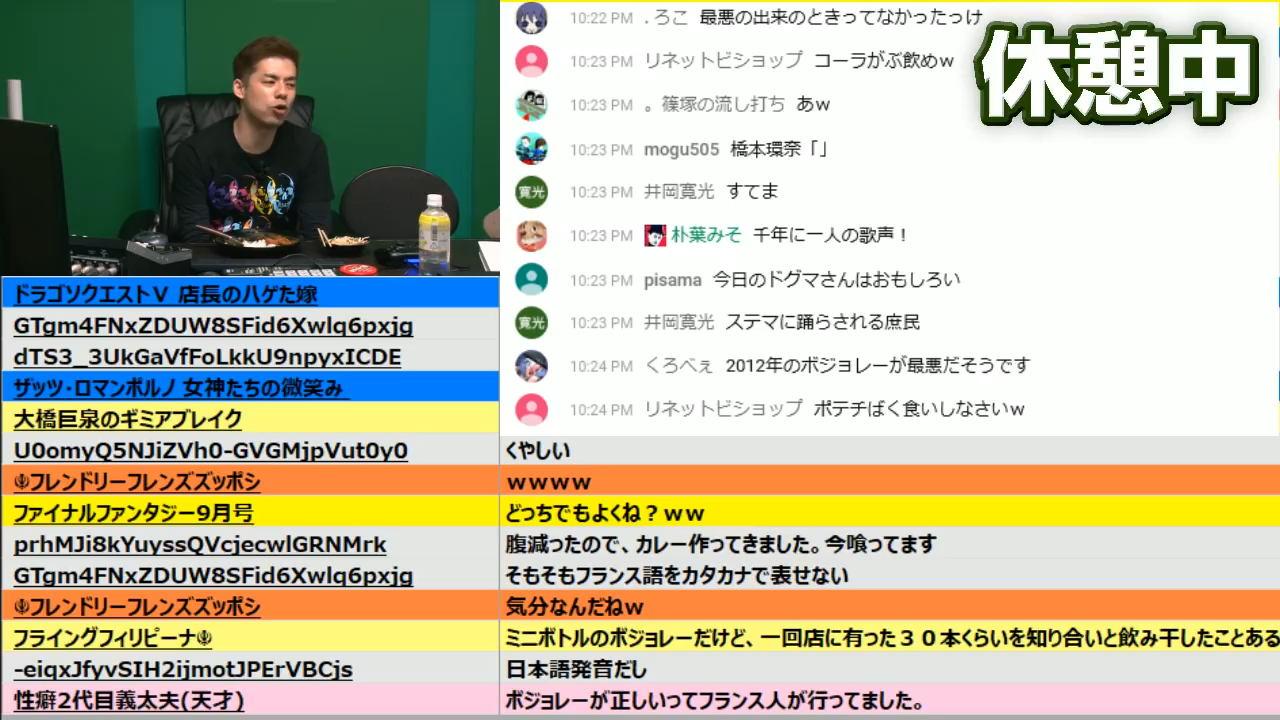 休憩中
10:22 PM . ろこ 最悪の出来のときってなかったっけ
10:23 PM リネットビショップ コーラがぶ飲めw
10:23 PM 。篠塚の流し打ち あw
10:23 PM mogu505 橋本環奈「」
寛光 10:23 PM 井岡寛光 すてま
10:23 PM 朴葉みそ 千年に一人の歌声！
10:23 PM pisama 今日のドグマさんはおもしろい
寛光 10:23 PM 井岡寛光 ステマに踊らされる庶民
10:24 PM くろべぇ 2012年のボジョレーが最悪だそうです
10:24 PM リネットビショップ ポテチばく食いしなさいw
ドラゴソクエストⅤ 店長のハゲた嫁
GTgm4FNxZDUW8SFid6Xwlq6pxjg
dTS3_3UkGaVfFoLkkU9npyxICDE
ザッツ・ロマンポルノ 女神たちの微笑み
大橋巨泉のギミアブレイク
U0omyQ5NJiZVh0-GVGMjpVut0y0 くやしい
☬フレンドリーフレンズズッポシ ｗｗｗｗ
ファイナルファンタジー9月号 どっちでもよくね？ｗｗ
prhMJi8kYuyssQVcjecwlGRNMrk 腹減ったので、カレー作ってきました。今喰ってます
GTgm4FNxZDUW8SFid6Xwlq6pxjg そもそもフランス語をカタカナで表せない
☬フレンドリーフレンズズッポシ 気分なんだねw
フライングフィリピーナ☬ ミニボトルのボジョレーだけど、一回店に有った３０本くらいを知り合いと飲み干したことある
-eiqxJfyvSIH2ijmotJPErVBCjs 日本語発音だし
性癖2代目義太夫(天才) ボジョレーが正しいってフランス人が行ってました。